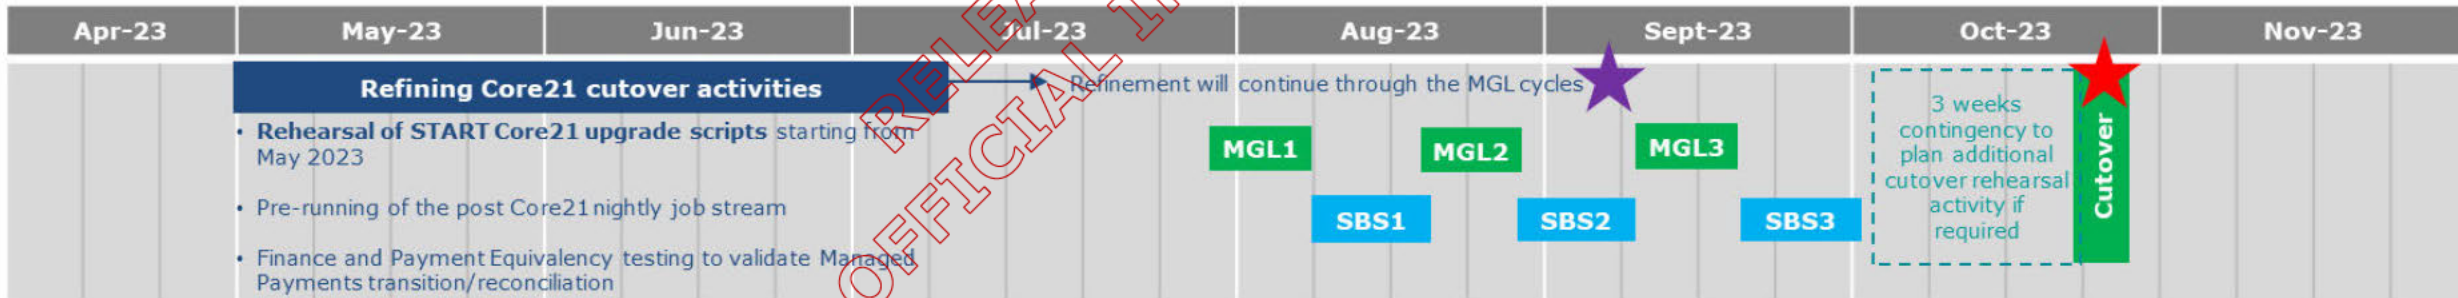 Apr-23 May-23 Jun-23 Jul-23 Aug-23 Sept-23 Oct-23 Nov-23
Refining Core21 cutover activities
Refinement will continue through the MGL cycles
• Rehearsal of START Core21 upgrade scripts starting from
May 2023
• Pre-running of the post Core21 nightly job stream
• Finance and Payment Equivalency testing to validate Managed
Payments transition/reconciliation
MGL1
MGL2
MGL3
SBS1
SBS2
SBS3
3 weeks
contingency to
plan additional
cutover rehearsal
activity if
required
Cutover
OFFICIAL